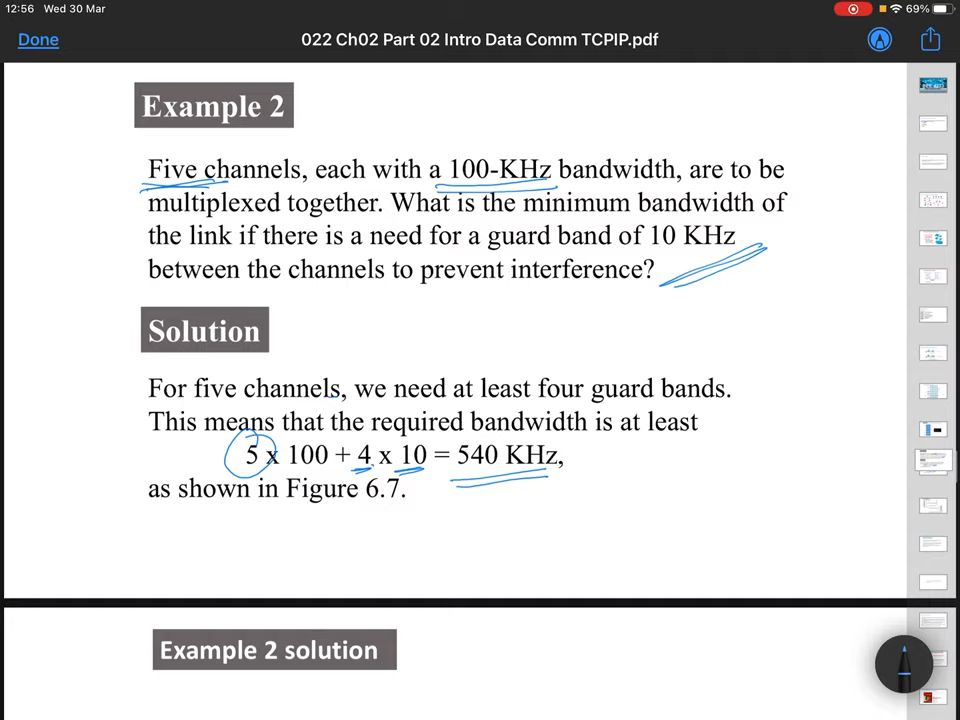 12:56 Wed 30 Mar
69%
Done
022 Ch02 Part 02 Intro Data Comm TCPIP.pdf
Example 2
Five channels, each with a 100-KHz bandwidth, are to be
multiplexed together. What is the minimum bandwidth of
the link if there is a need for a guard band of 10 KHz
between the channels to prevent interference?
Solution
For five channels, we need at least four guard bands.
This means that the required bandwidth is at least
5 x 100 + 4 x 10 = 540 KHz,
as shown in Figure 6.7.
Example 2 solution